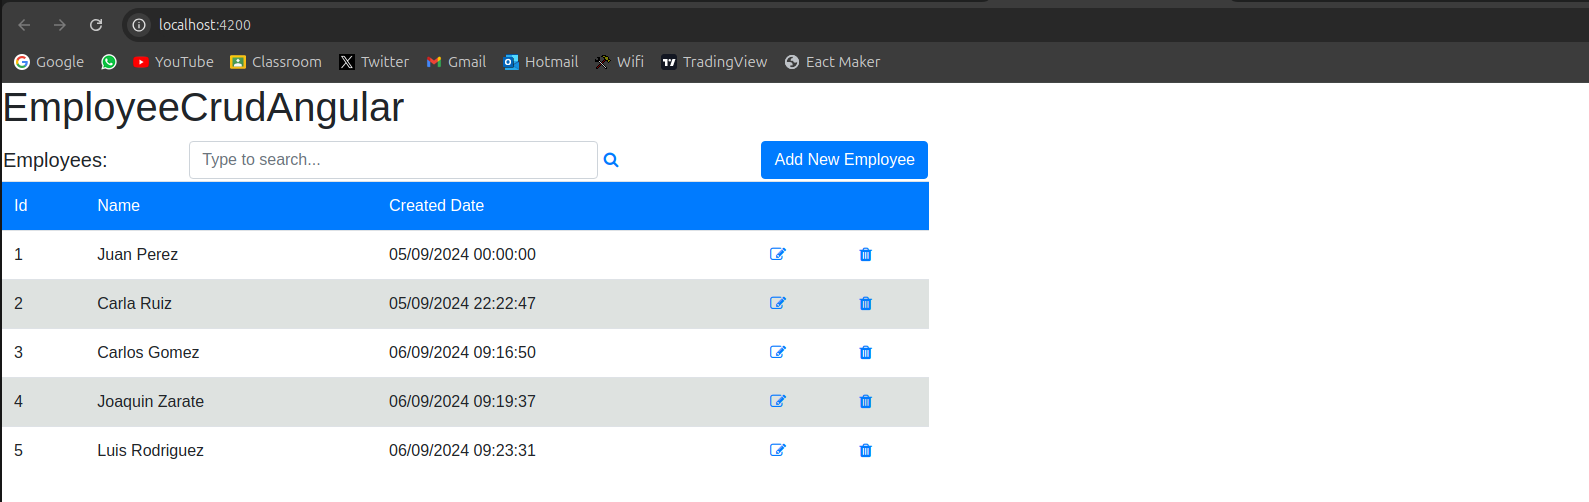 localhost:4200
Google YouTube Classroom Twitter Gmail Hotmail Wifi TradingView Eact Maker
EmployeeCrudAngular
Employees: Type to search... Add New Employee
Id Name Created Date
1 Juan Perez 05/09/2024 00:00:00
2 Carla Ruiz 05/09/2024 22:22:47
3 Carlos Gomez 06/09/2024 09:16:50
4 Joaquin Zarate 06/09/2024 09:19:37
5 Luis Rodriguez 06/09/2024 09:23:31